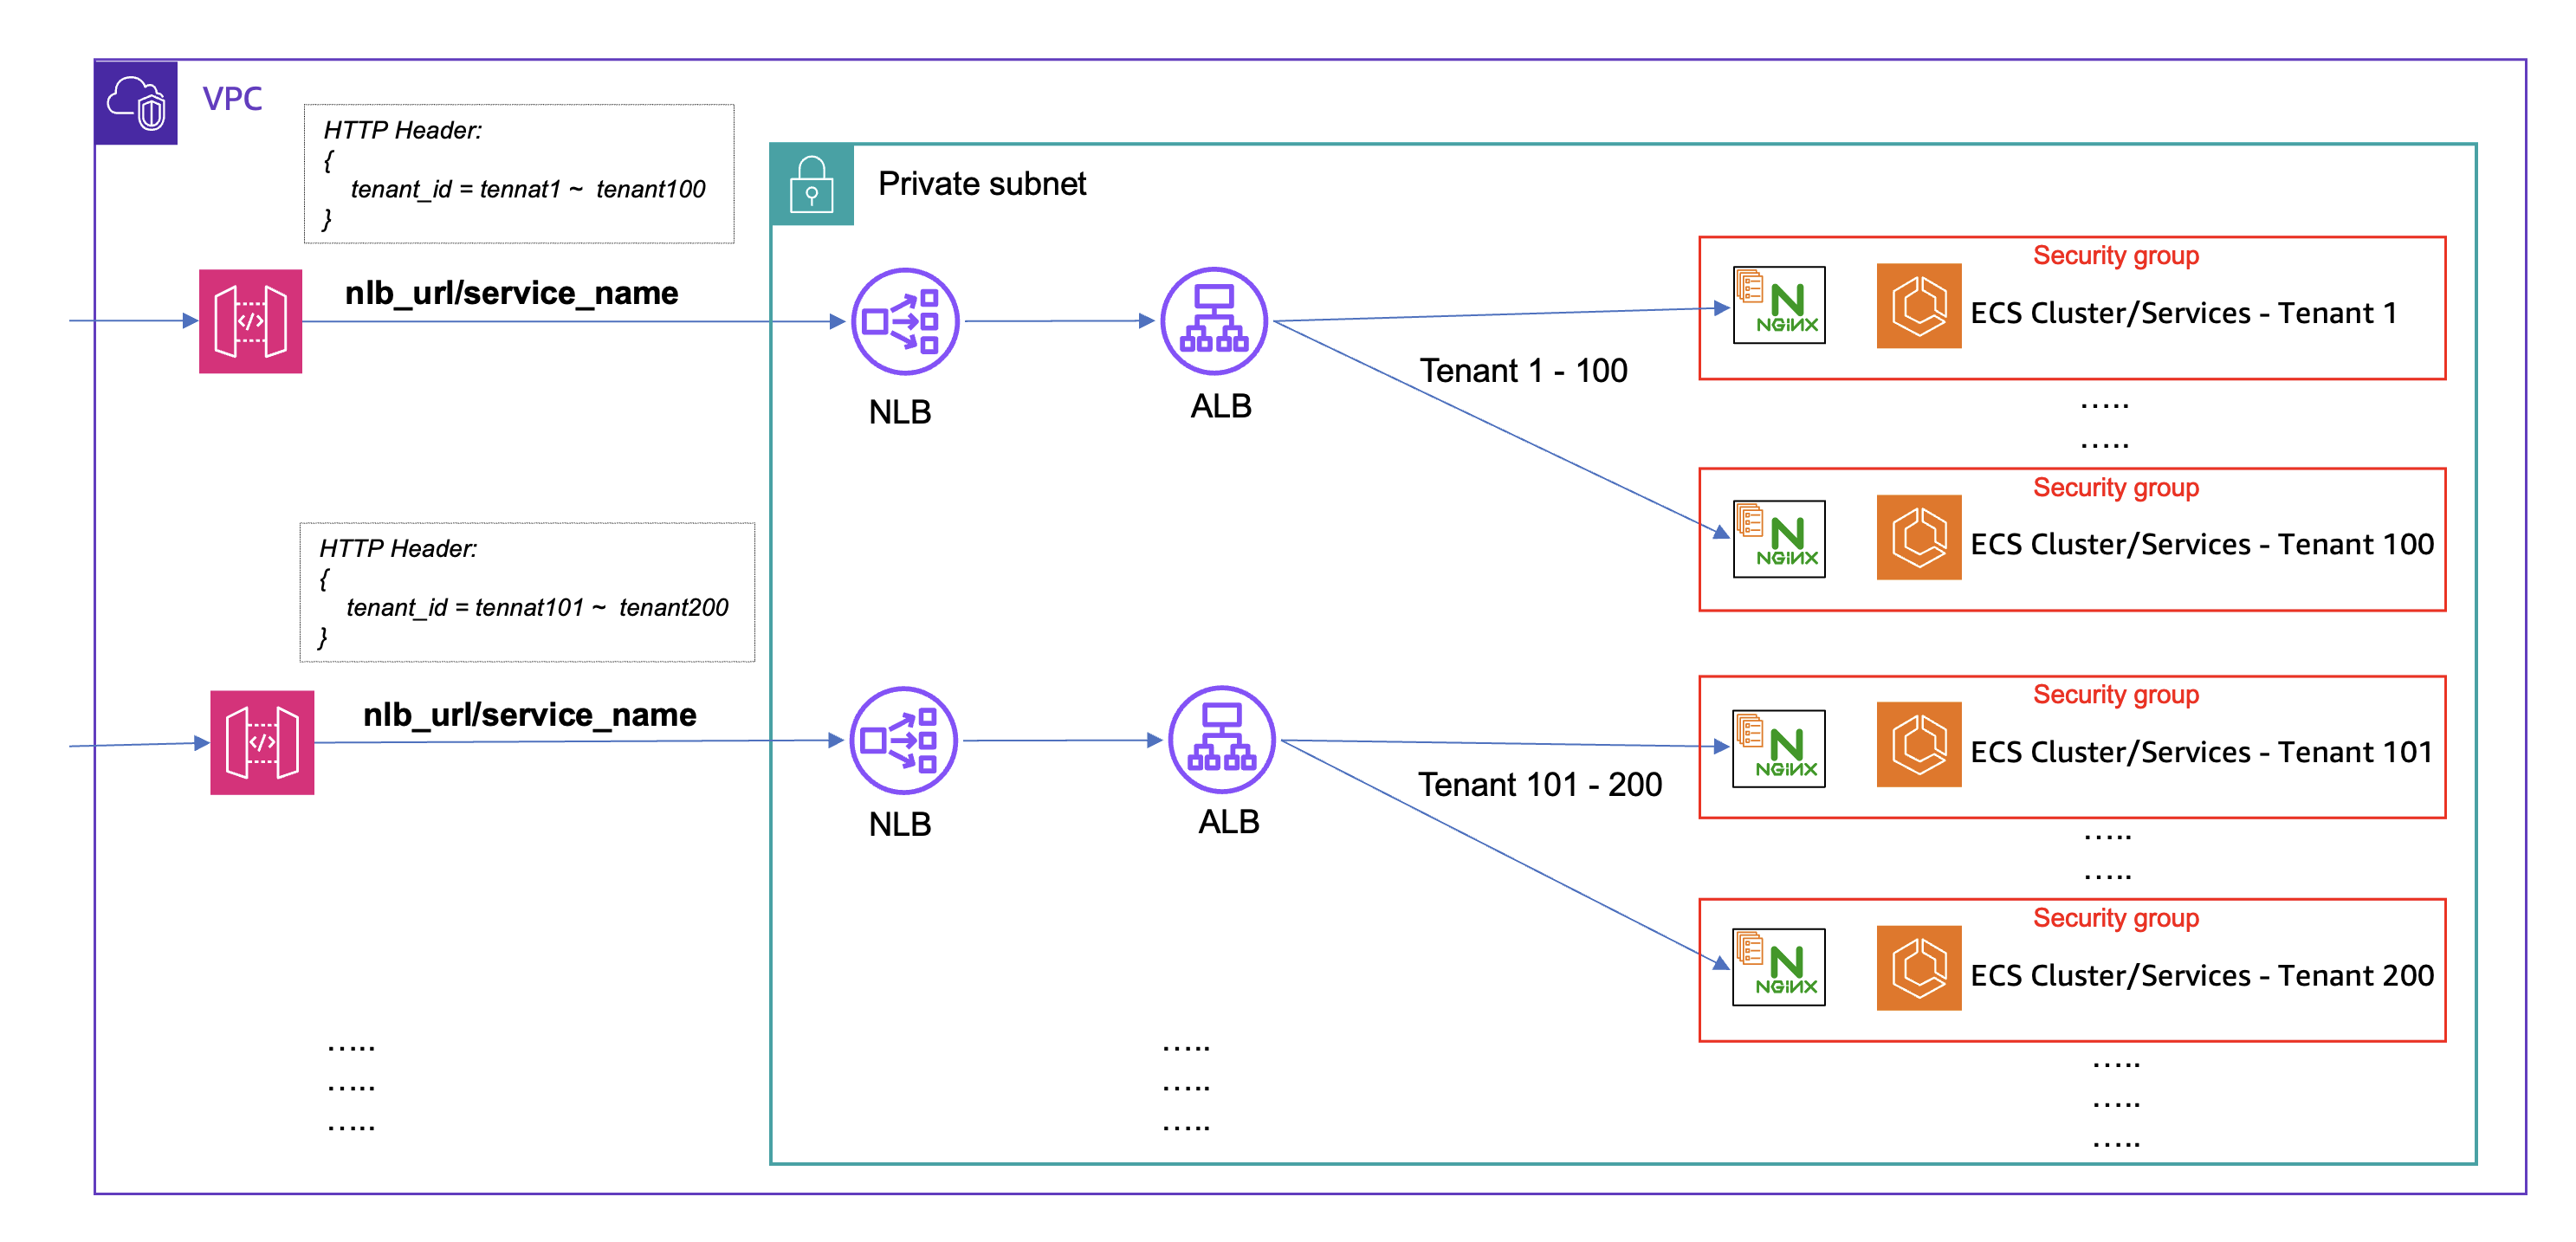 VPC
HTTP Header:
{
tenant_id = tennat1 ~ tenant100
}
Private subnet
nlb_url/service_name
NLB
ALB
Tenant 1 - 100
Security group
NGINX
ECS Cluster/Services - Tenant 1
.....
.....
Security group
NGINX
ECS Cluster/Services - Tenant 100
HTTP Header:
{
tenant_id = tennat101 ~ tenant200
}
nlb_url/service_name
NLB
ALB
Tenant 101 - 200
Security group
NGINX
ECS Cluster/Services - Tenant 101
.....
.....
Security group
NGINX
ECS Cluster/Services - Tenant 200
.....
.....
.....
.....
.....
.....
.....
.....
.....